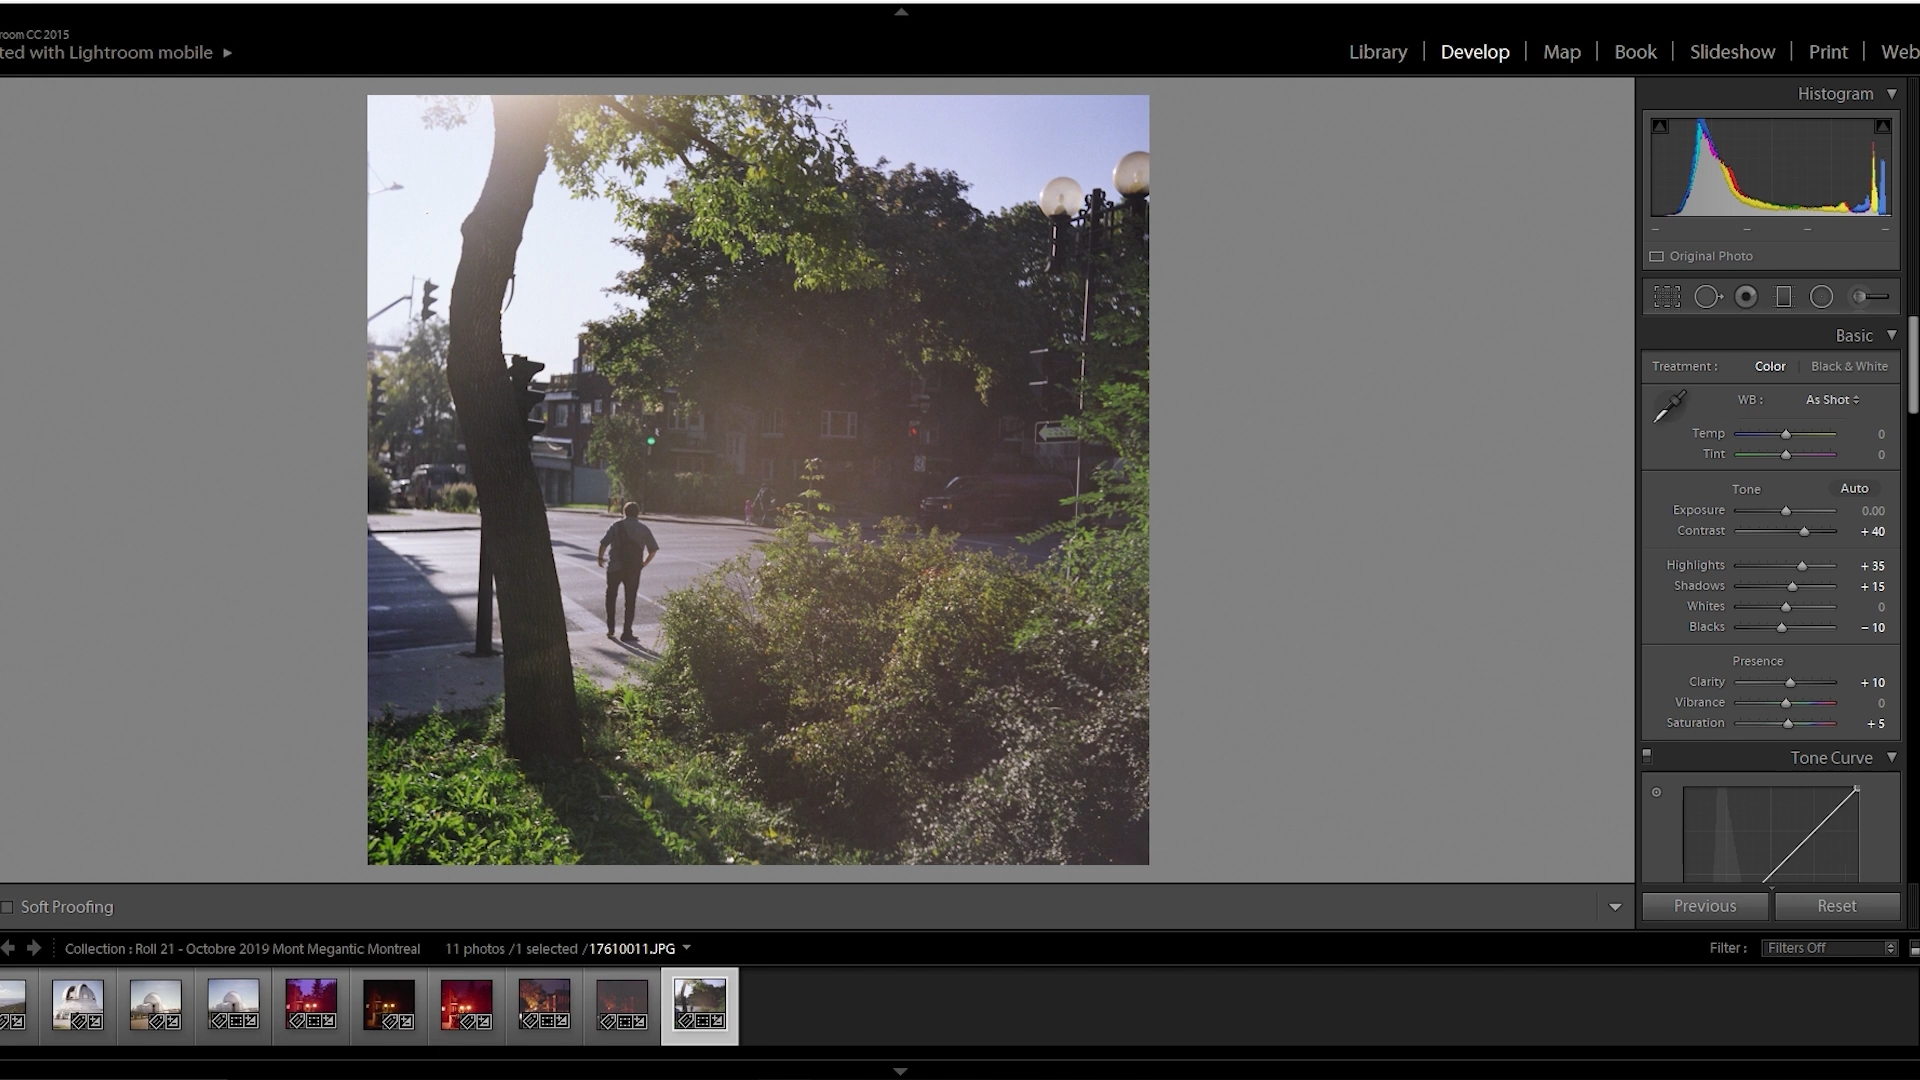 room CC 2015
ted with Lightroom mobile
Library | Develop | Map | Book | Slideshow | Print | Web
Histogram
Original Photo
Basic
Treatment : Color Black & White
WB : As Shot
Temp 0
Tint 0
Tone Auto
Exposure 0.00
Contrast + 40
Highlights + 35
Shadows + 15
Whites 0
Blacks − 10
Presence
Clarity + 10
Vibrance 0
Saturation + 5
Tone Curve
Previous Reset
Soft Proofing
Collection : Roll 21 - Octobre 2019 Mont Megantic Montreal 11 photos / 1 selected / 17610011.JPG Filter : Filters Off